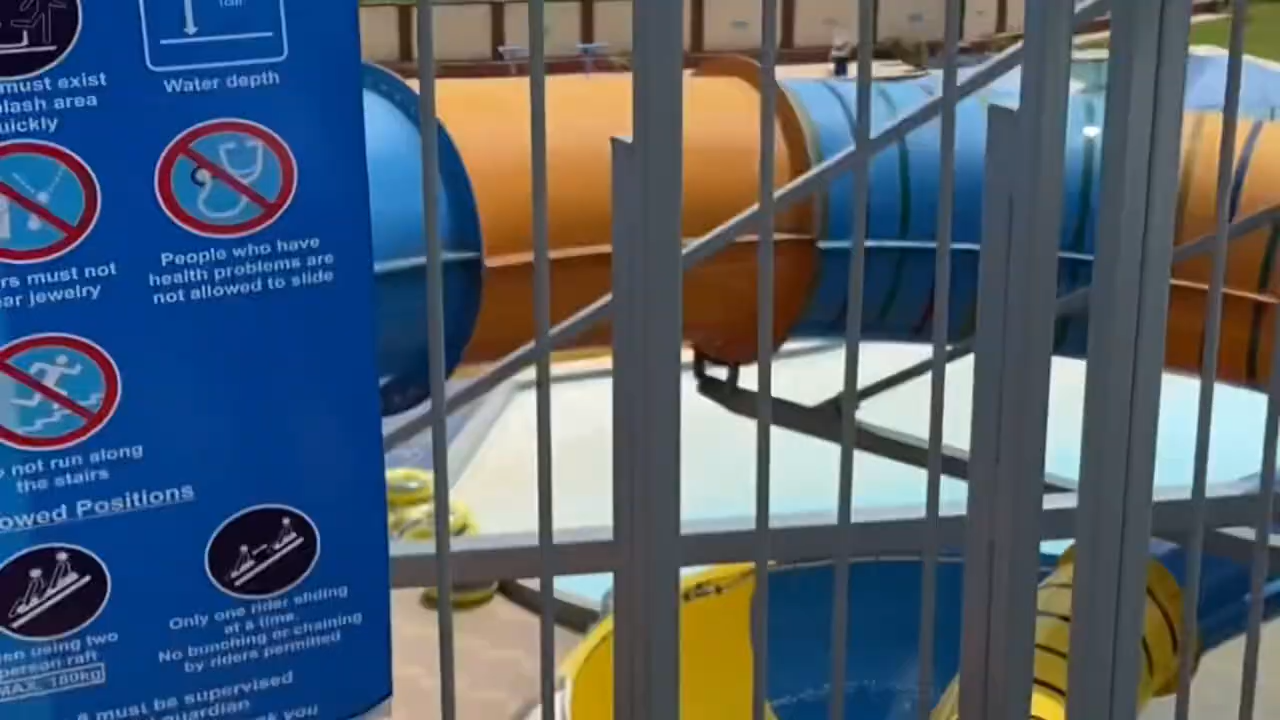 must exist
lash area
uickly
Water depth
rs must not
ar jewelry
People who have
health problems are
not allowed to slide
not run along
the stairs
owed Positions
en using two
person raft
MAX. 180kg
Only one rider sliding
at a time.
No bunching or chaining
by riders permitted
must be supervised
guardian
you